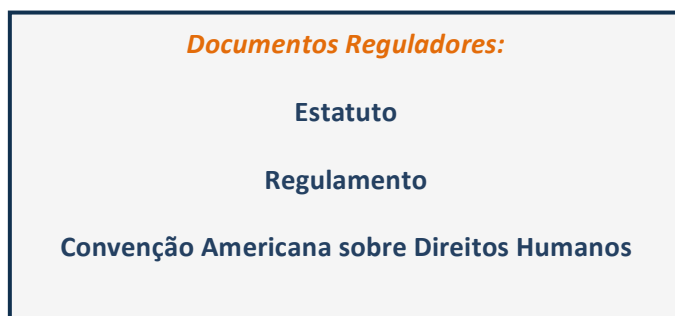 Documentos Reguladores:
Estatuto
Regulamento
Convenção Americana sobre Direitos Humanos